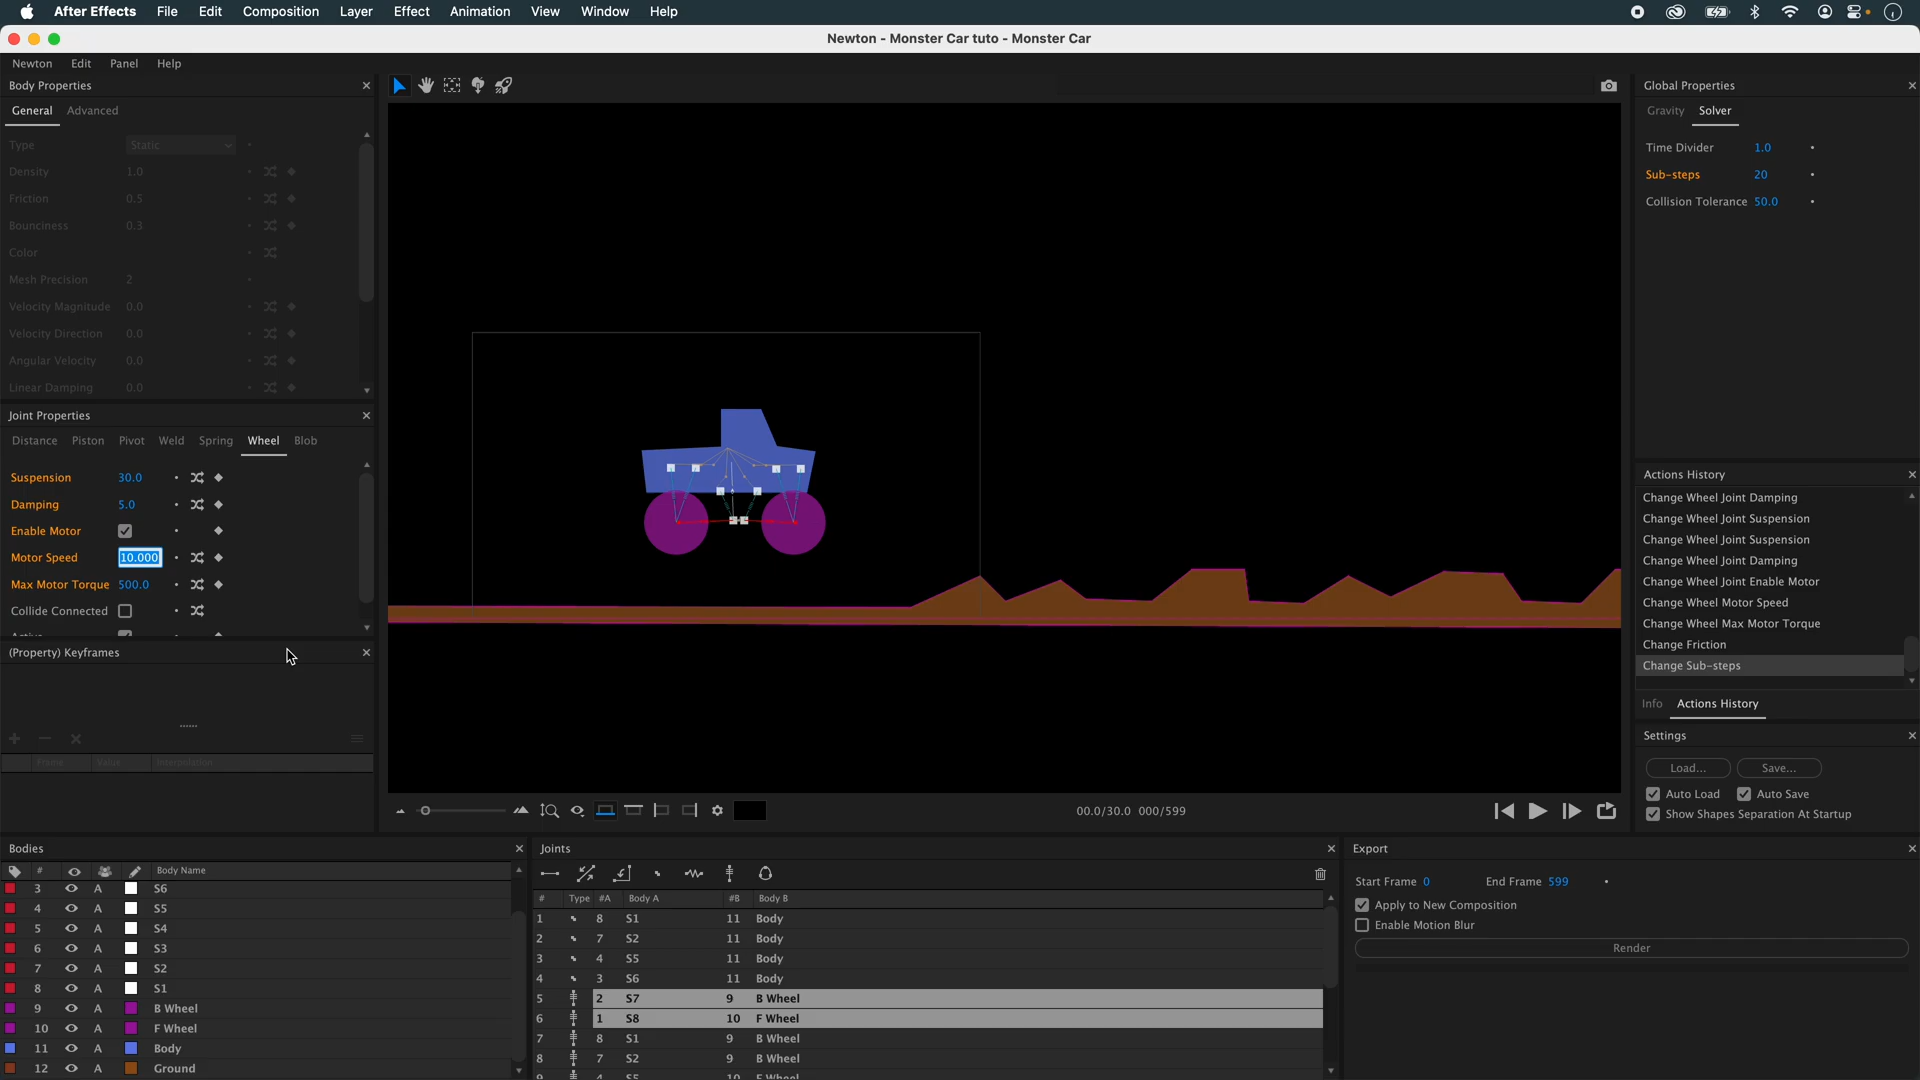 After Effects File Edit Composition Layer Effect Animation View Window Help
Newton - Monster Car tuto - Monster Car
Newton Edit Panel Help
Body Properties
General Advanced
Type Static
Density 1.0
Friction 0.5
Bounciness 0.3
Color
Mesh Precision 2
Velocity Magnitude 0.0
Velocity Direction 0.0
Angular Velocity 0.0
Linear Damping 0.0
Joint Properties
Distance Piston Pivot Weld Spring Wheel Blob
Suspension 30.0
Damping 5.0
Enable Motor
Motor Speed 10.000
Max Motor Torque 500.0
Collide Connected
Active
(Property) Keyframes
Frame Value Interpolation
00.0/30.0 000/599
Global Properties
Gravity Solver
Time Divider 1.0
Sub-steps 20
Collision Tolerance 50.0
Actions History
Change Wheel Joint Damping
Change Wheel Joint Suspension
Change Wheel Joint Suspension
Change Wheel Joint Damping
Change Wheel Joint Enable Motor
Change Wheel Motor Speed
Change Wheel Max Motor Torque
Change Friction
Change Sub-steps
Info Actions History
Settings
Load... Save...
Auto Load Auto Save
Show Shapes Separation At Startup
Bodies
# Body Name
3 A S6
4 A S5
5 A S4
6 A S3
7 A S2
8 A S1
9 A B Wheel
10 A F Wheel
11 A Body
12 A Ground
Joints
# Type #A Body A #B Body B
1 8 S1 11 Body
2 7 S2 11 Body
3 4 S5 11 Body
4 3 S6 11 Body
5 2 S7 9 B Wheel
6 1 S8 10 F Wheel
7 8 S1 9 B Wheel
8 7 S2 9 B Wheel
9 4 S5 10 F Wheel
Export
Start Frame 0 End Frame 599
Apply to New Composition
Enable Motion Blur
Render